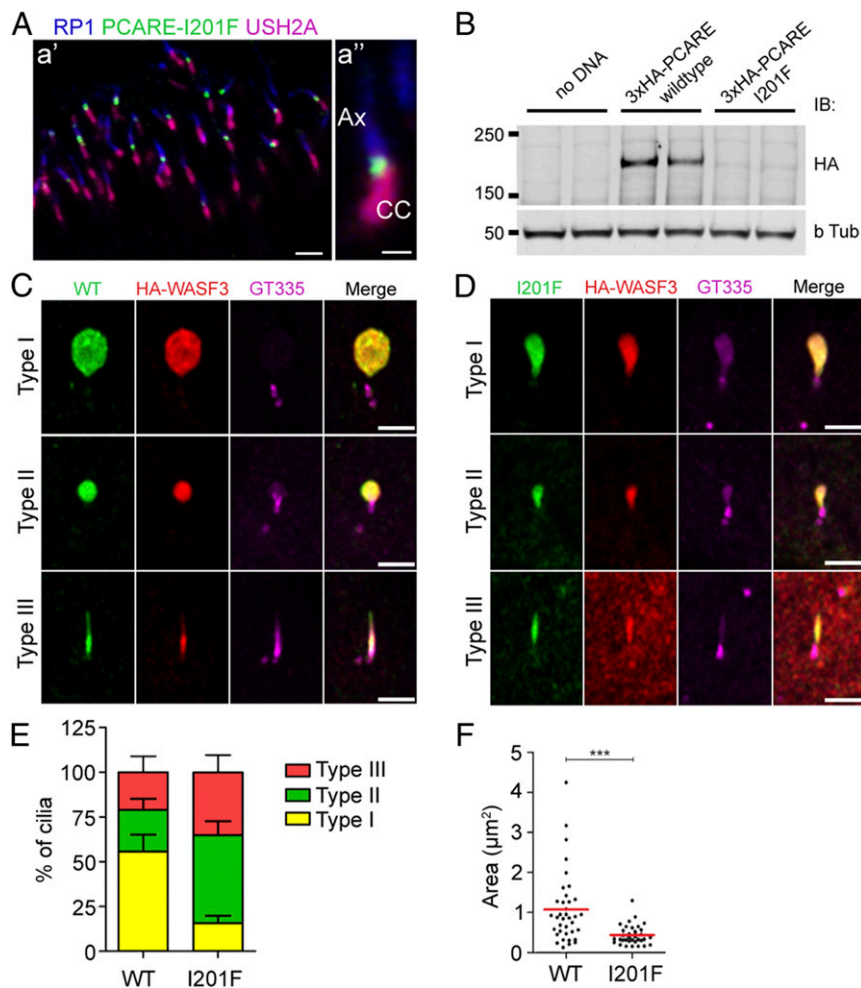 A
RP1 PCARE-I201F USH2A
a' a''
Ax
CC
B
no DNA
3xHA-PCARE
wildtype
3xHA-PCARE
I201F
IB:
250
150
HA
50
b Tub
C
WT HA-WASF3 GT335 Merge
Type I
Type II
Type III
D
I201F HA-WASF3 GT335 Merge
Type I
Type II
Type III
E
% of cilia
125
100
75
50
25
0
WT I201F
Type III
Type II
Type I
F
Area (µm²)
5
4
3
2
1
0
***
WT I201F